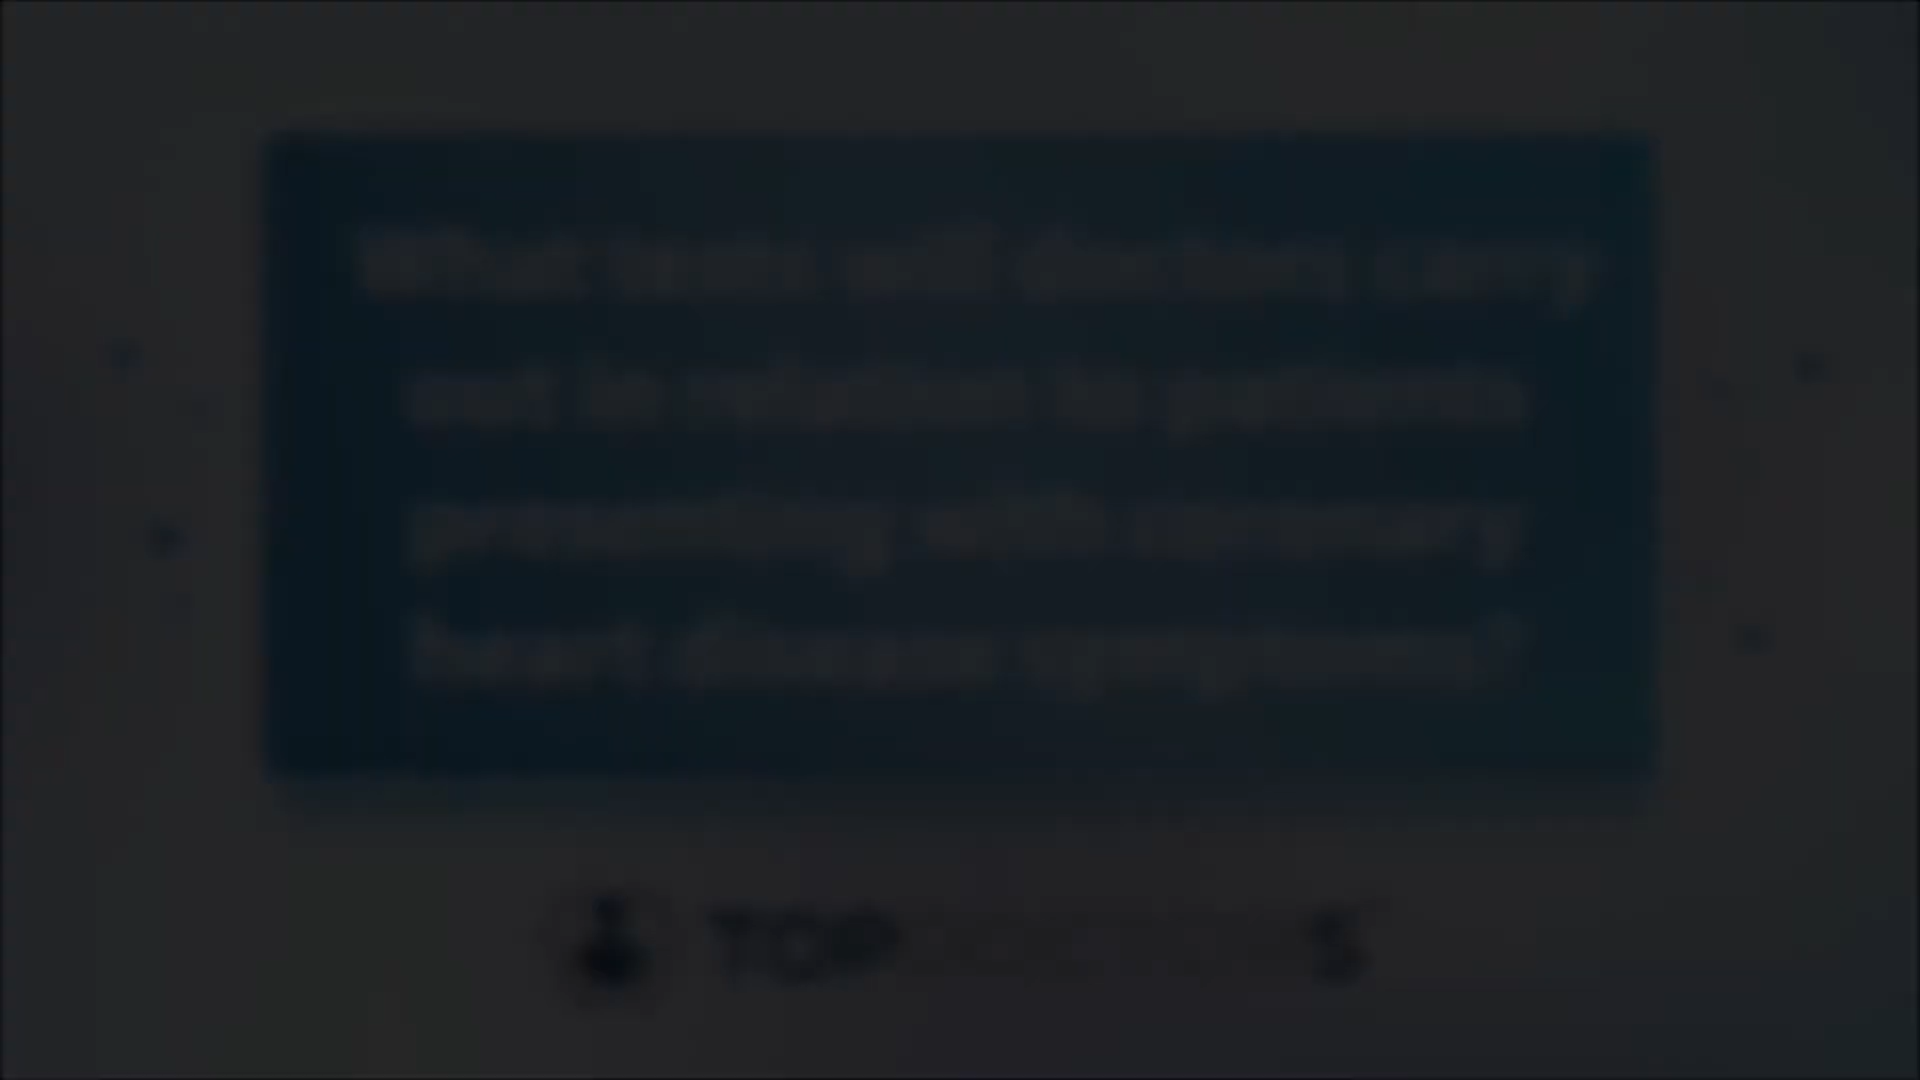 What tests will doctors carry
out in relation to patients
presenting with coronary
heart disease symptoms?
TOP S